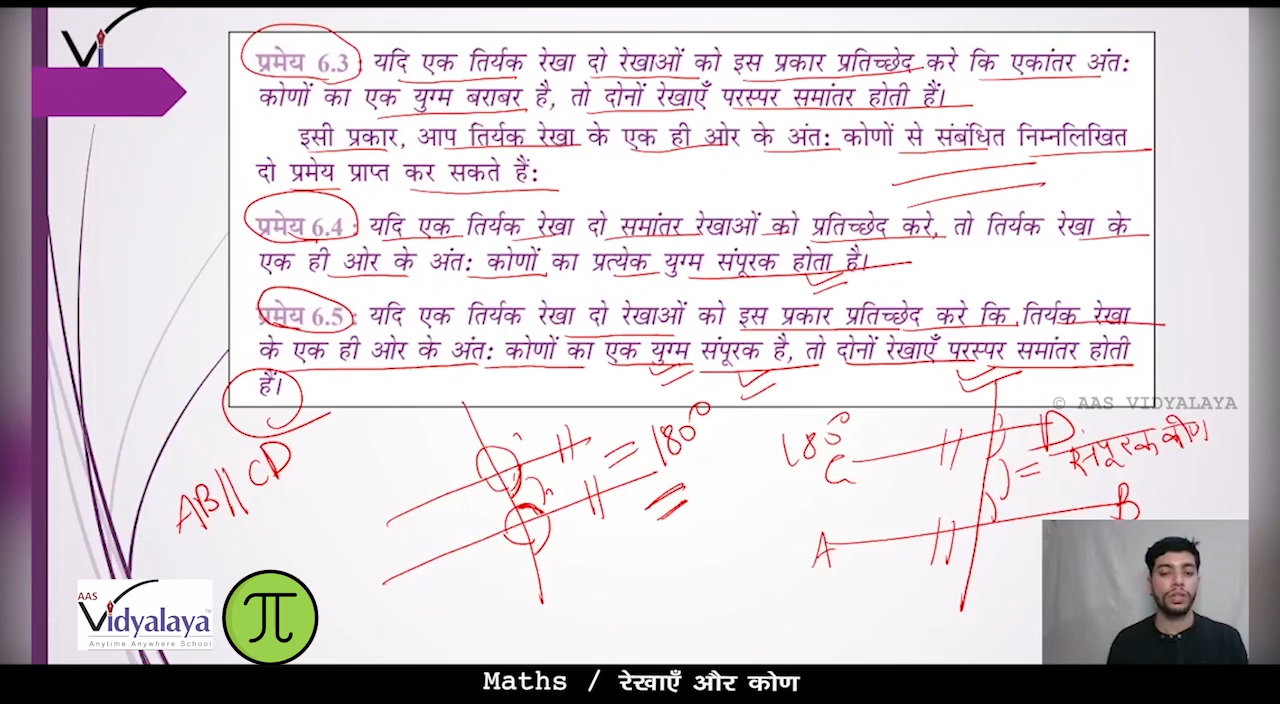 प्रमेय 6.3 : यदि एक तिर्यक रेखा दो रेखाओं को इस प्रकार प्रतिच्छेद करे कि एकांतर अंत:
कोणों का एक युग्म बराबर है, तो दोनों रेखाएँ परस्पर समांतर होती हैं।
इसी प्रकार, आप तिर्यक रेखा के एक ही ओर के अंत: कोणों से संबंधित निम्नलिखित
दो प्रमेय प्राप्त कर सकते हैं:
प्रमेय 6.4 : यदि एक तिर्यक रेखा दो समांतर रेखाओं को प्रतिच्छेद करे, तो तिर्यक रेखा के
एक ही ओर के अंत: कोणों का प्रत्येक युग्म संपूरक होता है।
प्रमेय 6.5 : यदि एक तिर्यक रेखा दो रेखाओं को इस प्रकार प्रतिच्छेद करे कि तिर्यक रेखा
के एक ही ओर के अंत: कोणों का एक युग्म संपूरक है, तो दोनों रेखाएँ परस्पर समांतर होती
हैं।
© AAS VIDYALAYA
AB || CD
= 180°
180°
C
D
= संपूरक कोण
A
B
AAS
Vidyalaya
Anytime Anywhere School
π
Maths / रेखाएँ और कोण